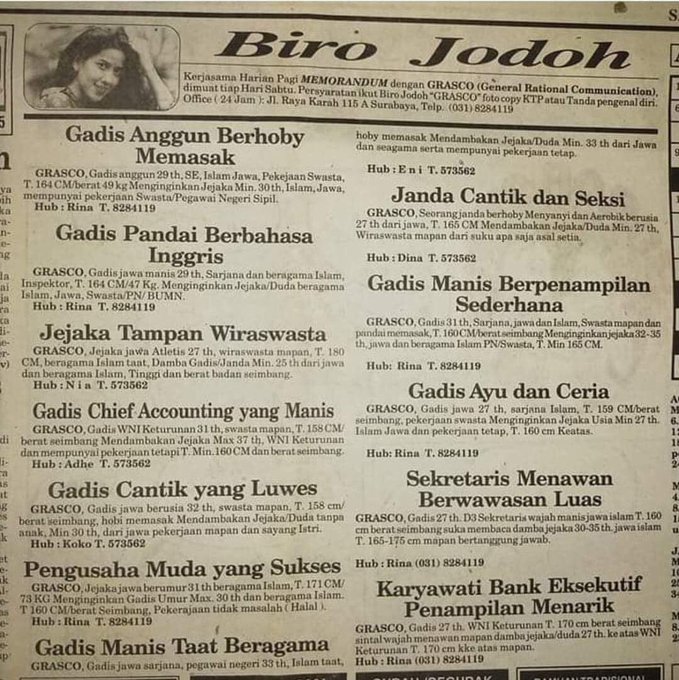 Biro Jodoh
Kerjasama Harian Pagi MEMORANDUM dengan GRASCO (General Rational Communication),
dimuat tiap Hari Sabtu. Persyaratan ikut Biro Jodoh "GRASCO" foto copy KTP atau Tanda pengenal diri.
Office ( 24 Jam ): Jl. Raya Karah 115 A Surabaya, Telp. (031) 8284119
Gadis Anggun Berhoby
Memasak
GRASCO, Gadis anggun 29 th, SE, Islam Jawa, Pekejaan Swasta,
T. 164 CM/berat 49 kg Menginginkan Jejaka Min. 30 th, Islam, Jawa,
mempunyai pekerjaan Swasta/Pegawai Negeri Sipil.
Hub : Rina T. 8284119
Gadis Pandai Berbahasa
Inggris
GRASCO, Gadis jawa manis 29 th, Sarjana dan beragama Islam,
Inspektor, T. 164 CM/47 Kg. Menginginkan Jejaka/Duda beragama
Islam, Jawa, Swasta/PN/ BUMN.
Hub : Rina T. 8284119
Jejaka Tampan Wiraswasta
GRASCO, Jejaka jawa Atletis 27 th, wiraswasta mapan, T. 180
CM, beragama Islam taat, Damba Gadis/Janda Min. 25 th dari jawa
dan beragama Islam, Tinggi dan berat badan seimbang.
Hub : N i a T. 573562
Gadis Chief Accounting yang Manis
GRASCO, Gadis WNI Keturunan 31 th, swasta mapan, T. 158 CM/
berat seimbang Mendambakan Jejaka Max 37 th, WNI Keturunan
dan mempunyai pekerjaan tetapi T. Min. 160 CM dan berat seimbang.
Hub : Adhe T. 573562
Gadis Cantik yang Luwes
GRASCO, Gadis jawa berusia 32 th, swasta mapan, T. 158 cm/
berat seimbang, hobi memasak Mendambakan Jejaka/Duda tanpa
anak, Min 30 th, dari jawa pekerjaan mapan dan sayang Istri.
Hub : Koko T. 573562
Pengusaha Muda yang Sukses
GRASCO, Jejaka jawa berumur 31 th beragama Islam, T. 171 CM/
73 KG Menginginkan Gadis Umur Max. 30 th dan beragama Islam.
T 160 CM/berat Seimbang, Pekerajaan tidak masalah ( Halal ).
Hub : Rina T. 8284119
Gadis Manis Taat Beragama
GRASCO, Gadis jawa sarjana, pegawai negeri 33 th, Islam taat,
hoby memasak Mendambakan Jejaka/Duda Min. 33 th dari Jawa
dan seagama serta mempunyai pekerjaan tetap.
Hub : E n i T. 573562
Janda Cantik dan Seksi
GRASCO, Seorang janda berhoby Menyanyi dan Aerobik berusia
27 th dari jawa, T. 165 CM Mendambakan Jejaka/Duda Min. 27 th,
Wiraswasta mapan dari suku apa saja asal setia.
Hub : Dina T. 573562
Gadis Manis Berpenampilan
Sederhana
GRASCO, Gadis 31 th, Sarjana, jawa dan Islam, Swasta mapan dan
pandai memasak, T. 160 CM/berat seimbang Menginginkan jejaka 32-35
th, jawa dan beragama Islam PN/Swasta, T. Min 165 CM.
Hub: Rina T. 8284119
Gadis Ayu dan Ceria
GRASCO, Gadis jawa 27 th, sarjana Islam, T. 159 CM/berat
seimbang, pekerjaan swasta Mendambakan Jejaka Usia Min 27 th.
Islam Jawa dan pekerjaan tetap, T. 160 cm Keatas.
Hub: Rina T. 8284119
Sekretaris Menawan
Berwawasan Luas
GRASCO, Gadis 27 th. D3 Sekretaris wajah manis jawa islam T. 160
cm berat seimbang suka membaca damba jejaka 30-35 th. jawa islam
T. 165-175 cm mapan bertanggung jawab.
Hub : Rina (031) 8284119
Karyawati Bank Eksekutif
Penampilan Menarik
GRASCO, Gadis 27 th. WNI Keturunan T. 170 cm berat seimbang
sintal wajah menawan mapan damba jejaka/duda 27 th. ke atas WNI
Keturunan T. 170 cm kke atas mapan.
Hub : Rina (031) 8284119